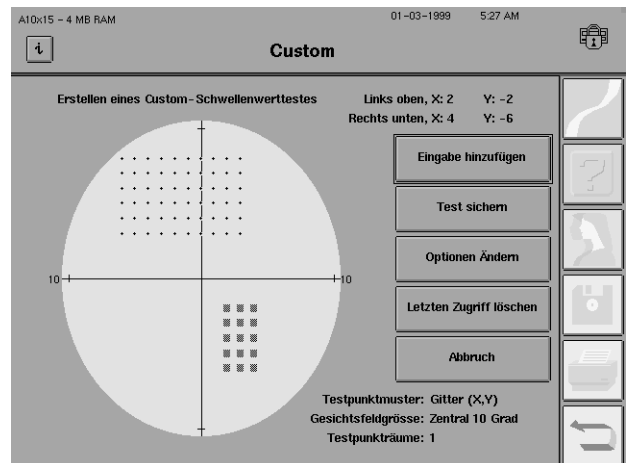 A10x15 – 4 MB RAM
01-03-1999 5:27 AM
i
Custom
Erstellen eines Custom-Schwellenwerttestes
Links oben, X: 2 Y: -2
Rechts unten, X: 4 Y: -6
Eingabe hinzufügen
?
Test sichern
Optionen Ändern
10
10
Letzten Zugriff löschen
Abbruch
Testpunktmuster: Gitter (X,Y)
Gesichtsfeldgrösse: Zentral 10 Grad
Testpunkträume: 1